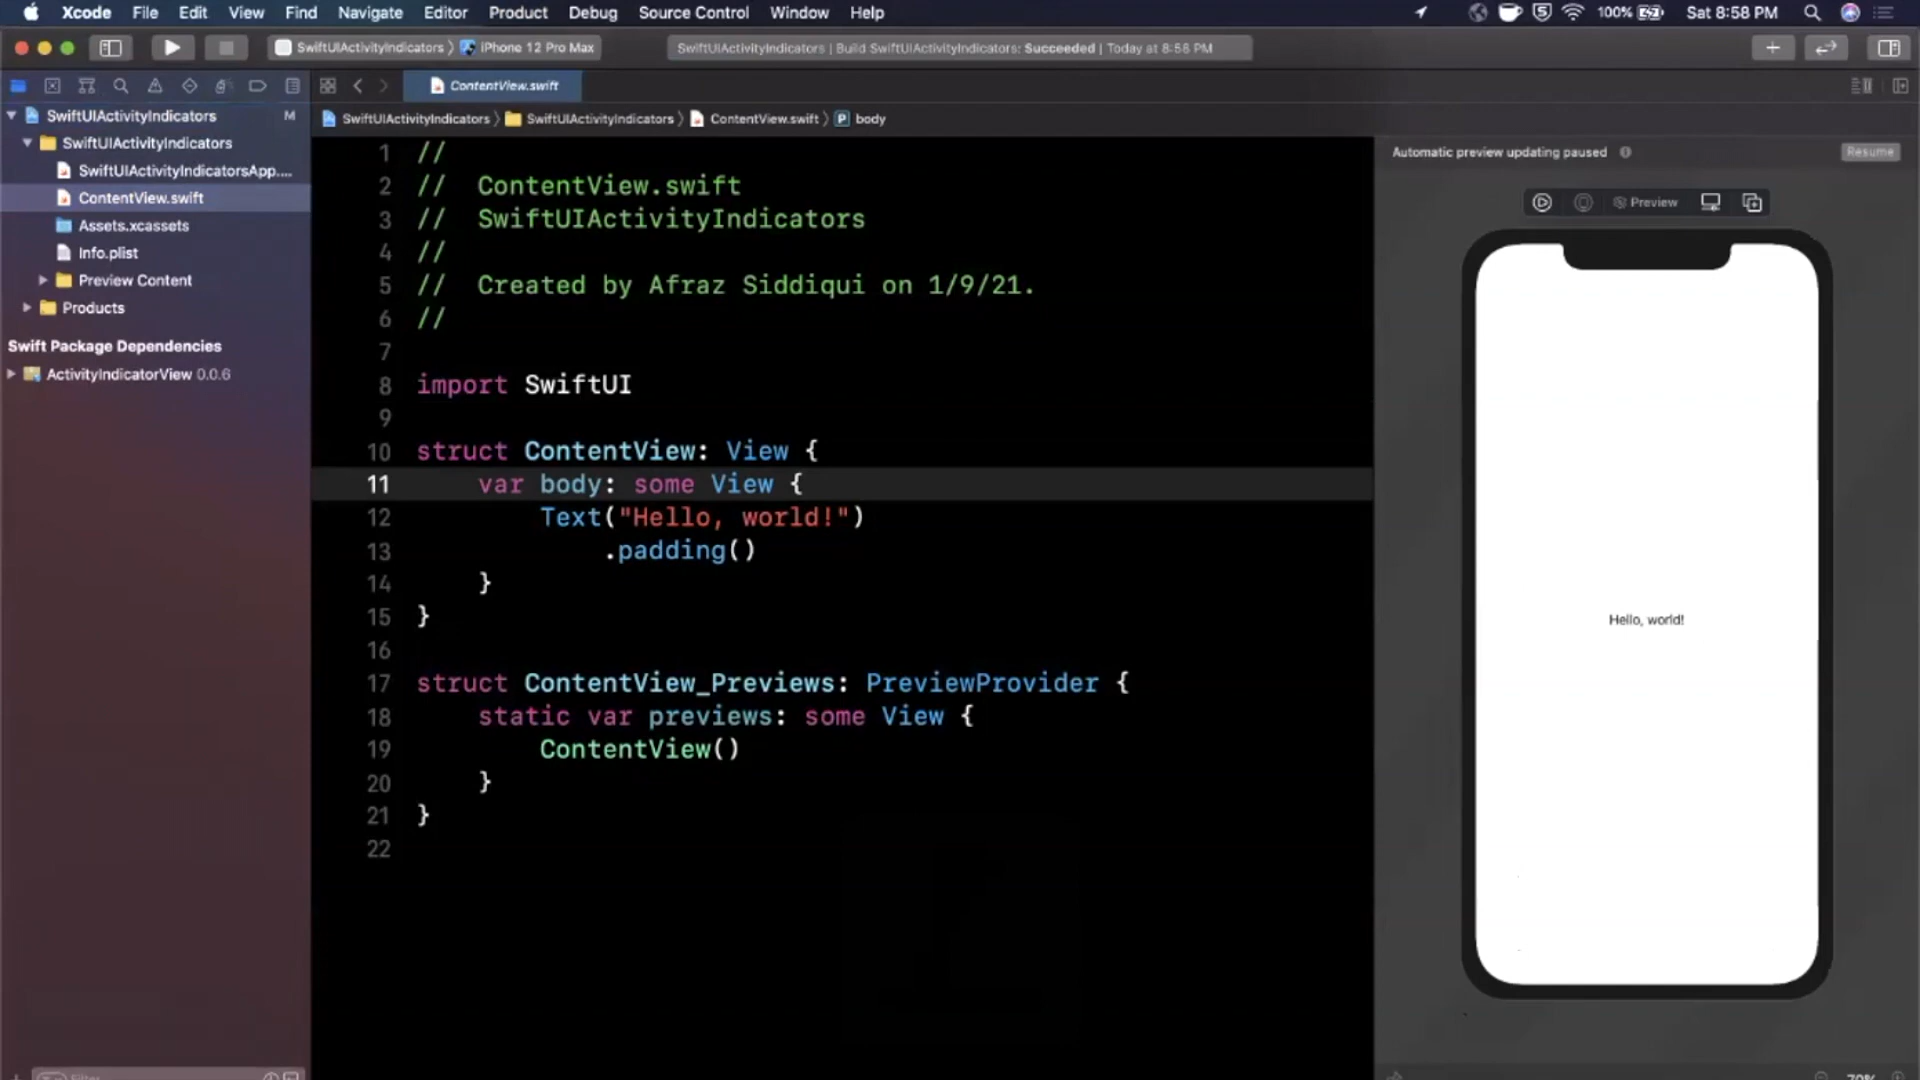 Xcode File Edit View Find Navigate Editor Product Debug Source Control Window Help 100% Sat 8:58 PM
SwiftUIActivityIndicators iPhone 12 Pro Max SwiftUIActivityIndicators | Build SwiftUIActivityIndicators: Succeeded | Today at 8:58 PM
ContentView.swift
SwiftUIActivityIndicators M
SwiftUIActivityIndicators
SwiftUIActivityIndicatorsApp....
ContentView.swift
Assets.xcassets
Info.plist
Preview Content
Products
Swift Package Dependencies
ActivityIndicatorView 0.0.6
SwiftUIActivityIndicators SwiftUIActivityIndicators ContentView.swift P body
1 //
2 //  ContentView.swift
3 //  SwiftUIActivityIndicators
4 //
5 //  Created by Afraz Siddiqui on 1/9/21.
6 //
7
8 import SwiftUI
9
10 struct ContentView: View {
11     var body: some View {
12         Text("Hello, world!")
13             .padding()
14     }
15 }
16
17 struct ContentView_Previews: PreviewProvider {
18     static var previews: some View {
19         ContentView()
20     }
21 }
22
Automatic preview updating paused Resume
Preview
Hello, world!